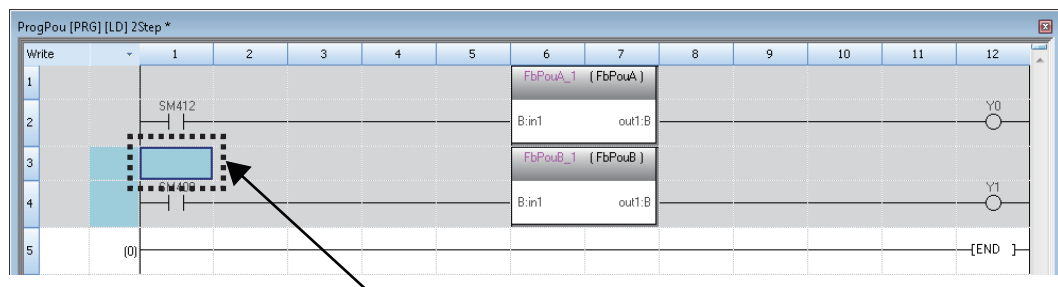 ProgPou [PRG] [LD] 2Step *
Write 1 2 3 4 5 6 7 8 9 10 11 12
1 FbPouA_1 (FbPouA)
SM412 Y0
2 B:in1 out1:B
3 FbPouB_1 (FbPouB)
Y1
4 B:in1 out1:B
5 (0) [END ]